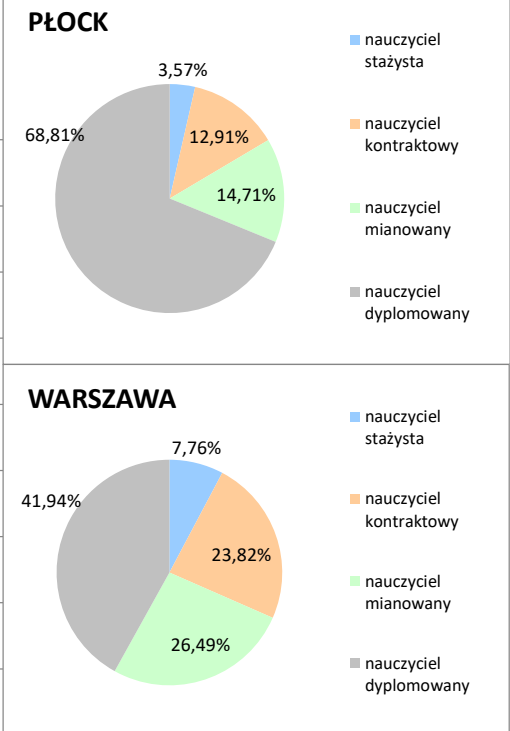 PŁOCK
3,57%
12,91%
14,71%
68,81%
nauczyciel
stażysta
nauczyciel
kontraktowy
nauczyciel
mianowany
nauczyciel
dyplomowany
WARSZAWA
7,76%
23,82%
26,49%
41,94%
nauczyciel
stażysta
nauczyciel
kontraktowy
nauczyciel
mianowany
nauczyciel
dyplomowany